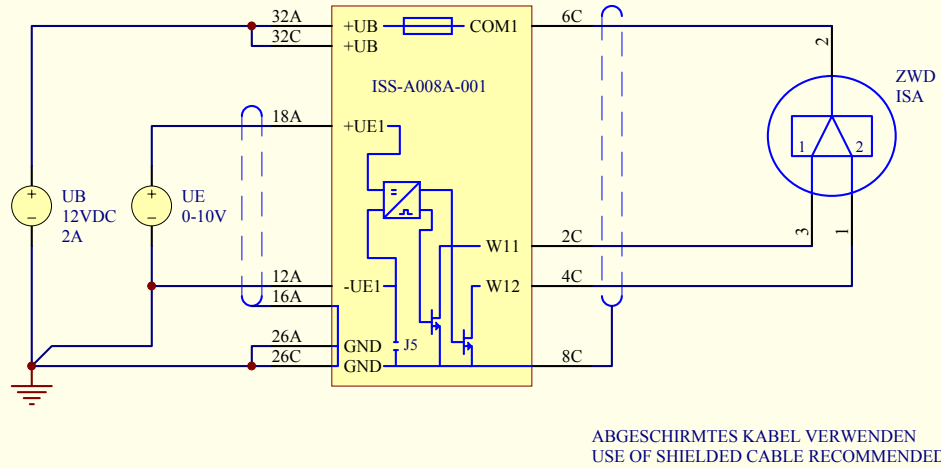 32A
32C
+UB
+UB
COM1
6C
ISS-A008A-001
2
ZWD
ISA
18A
+UE1
1
2
+
−
UB
12VDC
2A
+
−
UE
0-10V
=
3
1
W11
2C
12A
-UE1
W12
4C
16A
26A
GND
J5
26C
GND
8C
ABGESCHIRMTES KABEL VERWENDEN
USE OF SHIELDED CABLE RECOMMENDED